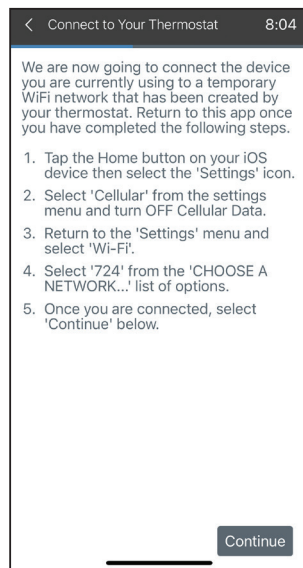 Connect to Your Thermostat 8:04
We are now going to connect the device
you are currently using to a temporary
WiFi network that has been created by
your thermostat. Return to this app once
you have completed the following steps.
1. Tap the Home button on your iOS
device then select the 'Settings' icon.
2. Select 'Cellular' from the settings
menu and turn OFF Cellular Data.
3. Return to the 'Settings' menu and
select 'Wi-Fi'.
4. Select '724' from the 'CHOOSE A
NETWORK...' list of options.
5. Once you are connected, select
'Continue' below.
Continue